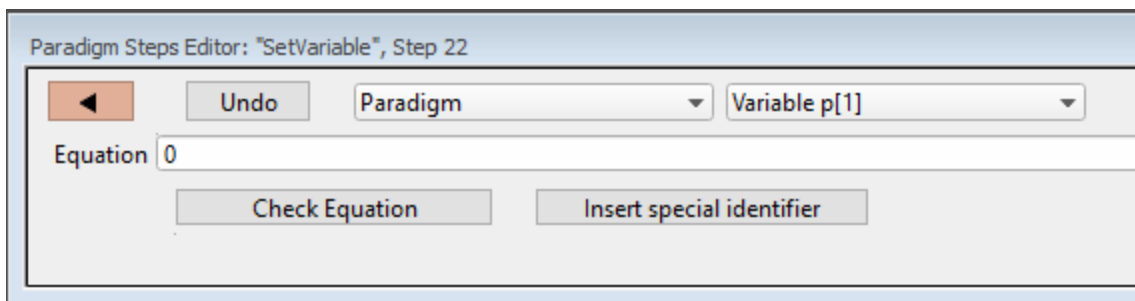 Paradigm Steps Editor: "SetVariable", Step 22
Undo Paradigm Variable p[1]
Equation 0
Check Equation Insert special identifier